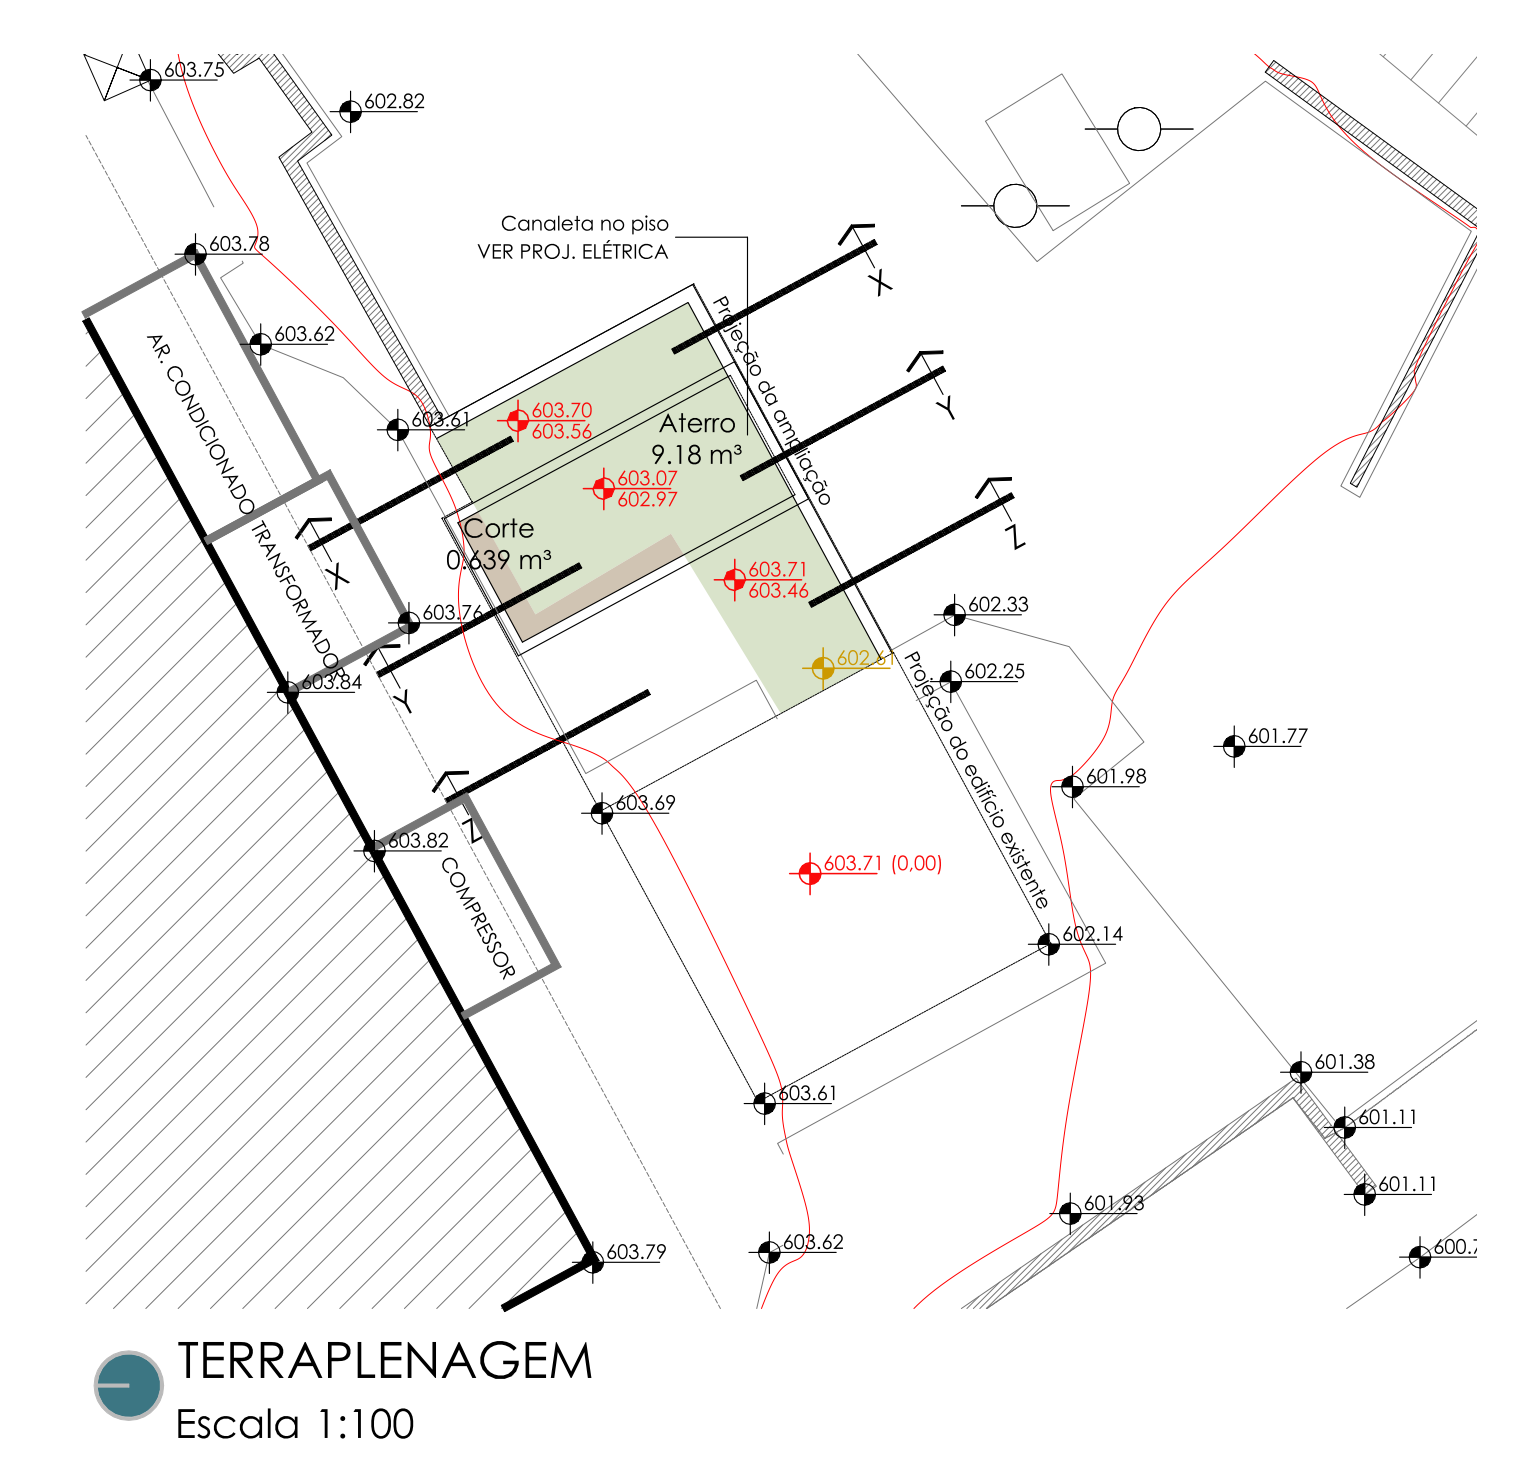 603.75
602.82
Canaleta no piso
VER PROJ. ELÉTRICA
603.78
X
Projeção da ampliação
603.62
AR. CONDICIONADO
603.61
603.70
603.56
Aterro
9.18 m³
Y
603.07
602.97
Corte
0.639 m³
Z
TRANSFORMADOR
X
603.71
603.46
603.76
602.33
602.61
602.25
603.84
Y
Projeção do edifício existente
601.77
601.98
603.69
Z
603.82
COMPRESSOR
603.71 (0,00)
602.14
601.38
603.61
601.11
601.11
601.93
603.62
603.79
TERRAPLENAGEM
Escala 1:100